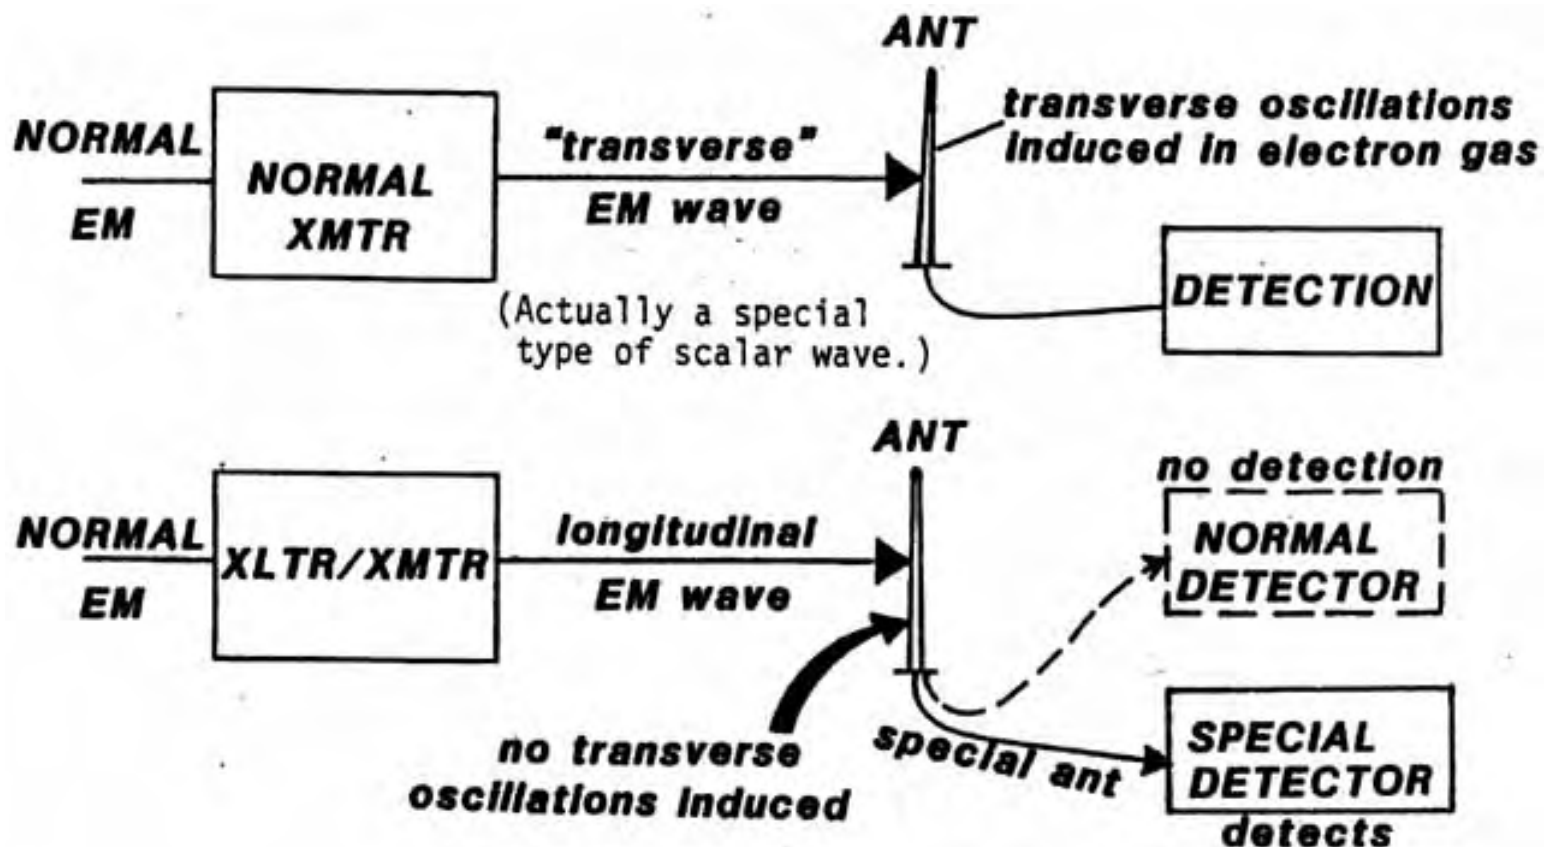 ANT
transverse oscillations
induced in electron gas
NORMAL
EM
NORMAL
XMTR
"transverse"
EM wave
(Actually a special
type of scalar wave.)
DETECTION
ANT
no detection
NORMAL
DETECTOR
NORMAL
EM
XLTR/XMTR
longitudinal
EM wave
no transverse
oscillations induced
special ant
SPECIAL
DETECTOR
detects